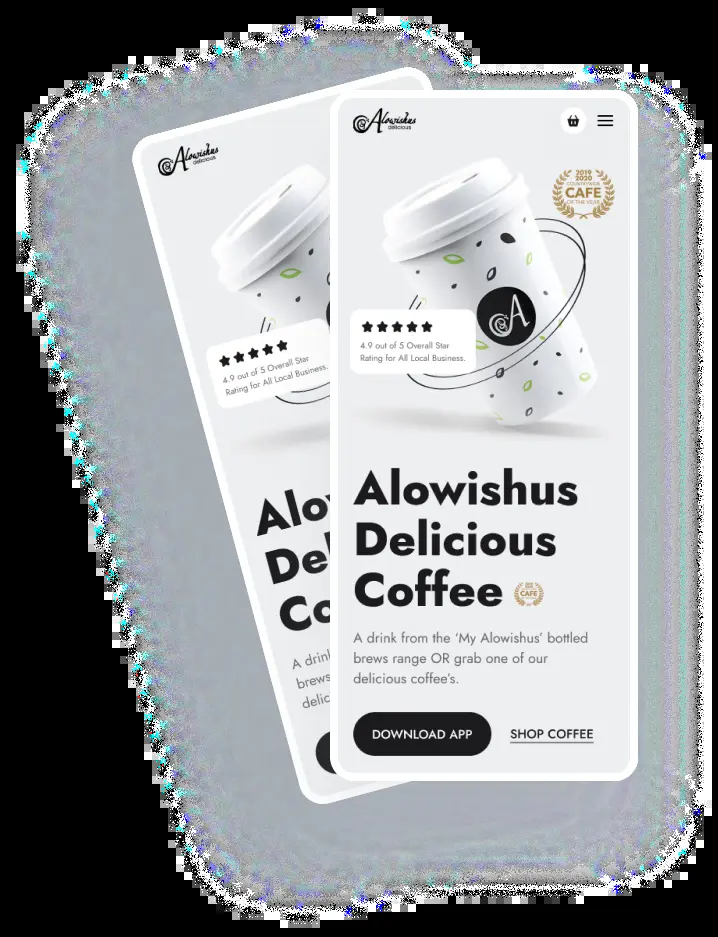 Alowishus
delicious
2019
2020
COUNTRYWIDE
CAFE
OF THE YEAR
A
4.9 out of 5 Overall Star
Rating for All Local Business.
Alowishus
Delicious
Coffee
CAFE
A drink from the ‘My Alowishus’ bottled
brews range OR grab one of our
delicious coffee’s.
DOWNLOAD APP
SHOP COFFEE
Alowishus
delicious
4.9 out of 5 Overall Star
Rating for All Local Business.
Alo
De
Co
A drin
brews
delic